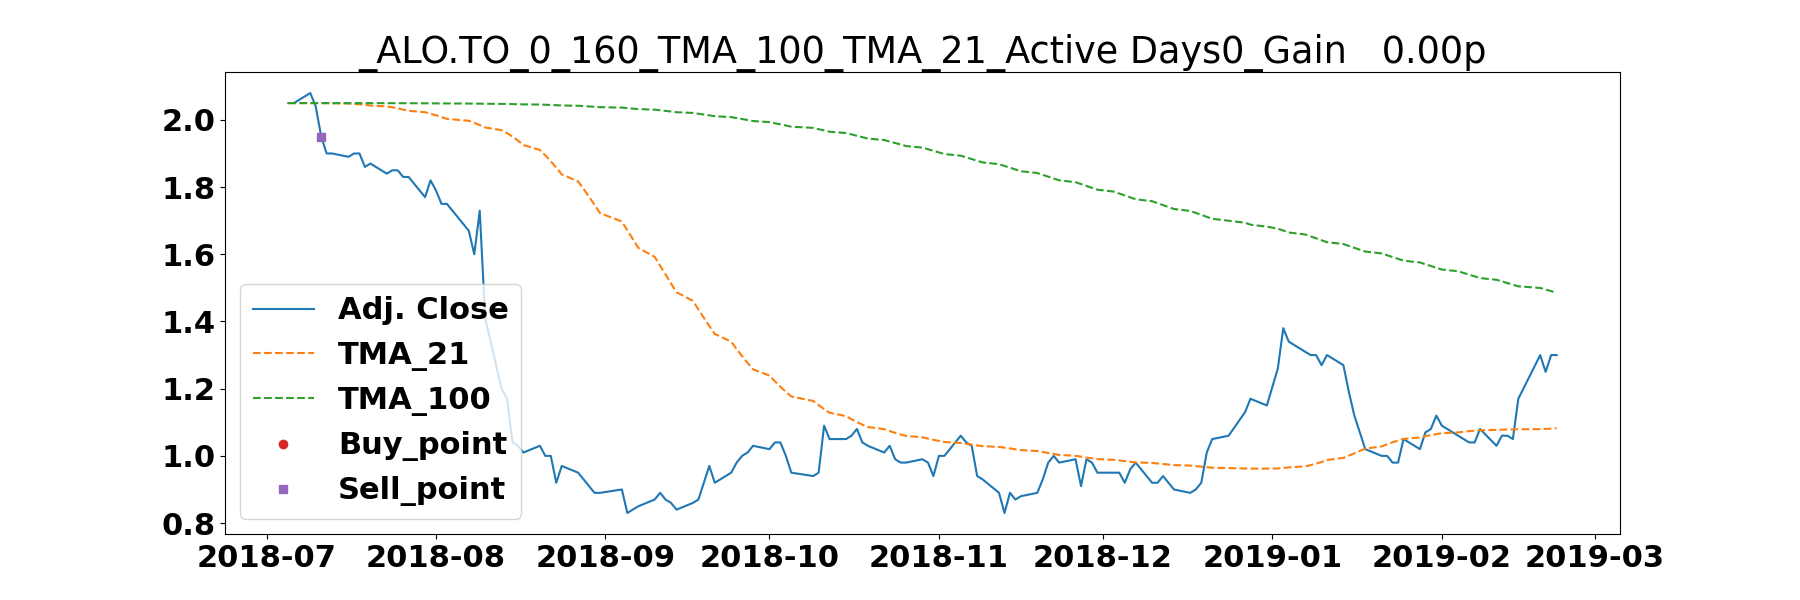 _ALO.TO_0_160_TMA_100_TMA_21_Active Days0_Gain   0.00p
2.0
1.8
1.6
1.4
1.2
1.0
0.8
Adj. Close
TMA_21
TMA_100
Buy_point
Sell_point
2018-07 2018-08 2018-09 2018-10 2018-11 2018-12 2019-01 2019-02 2019-03